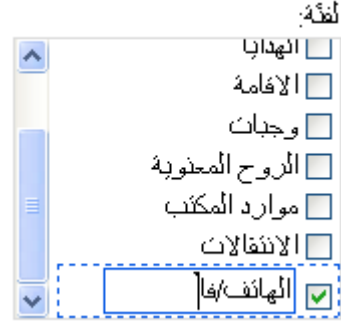 لفئة:
الهدايا
الاقامة
وجبات
الروح المعنوية
موارد المكتب
الانتقالات
الهاتف/فا